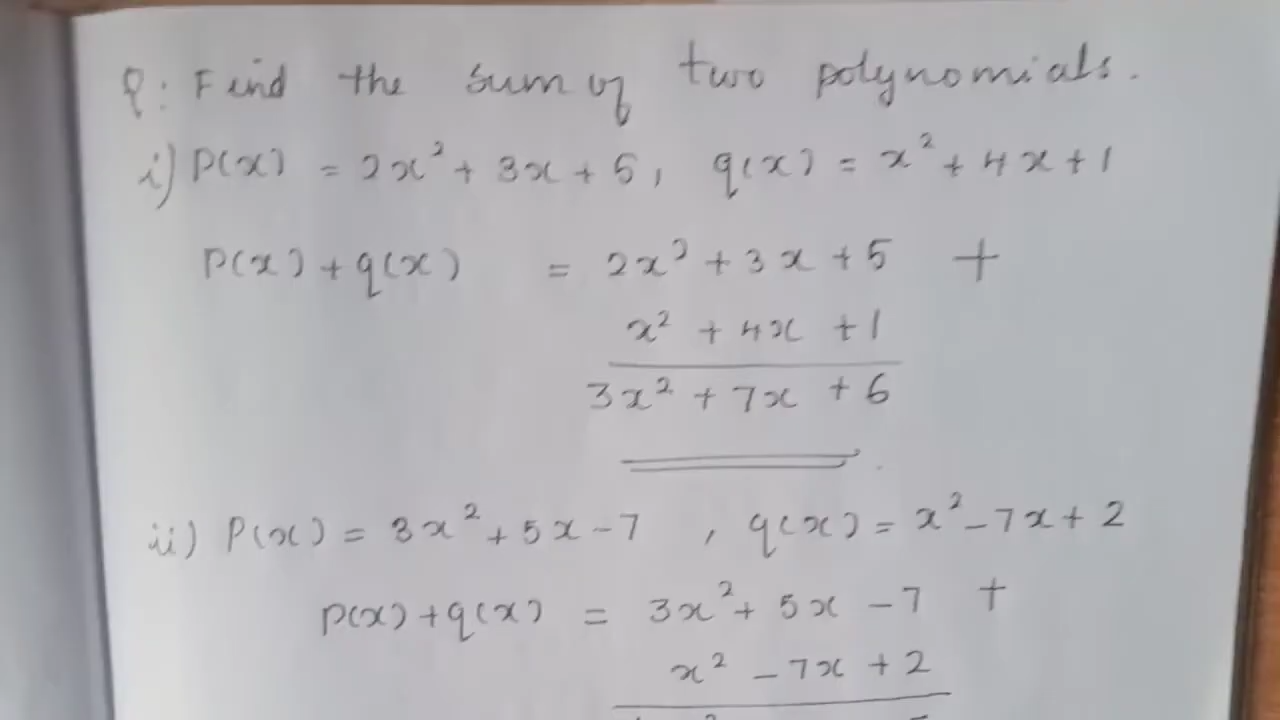 Q: Find the sum of two polynomials.
i) P(x) = 2x² + 3x + 5, q(x) = x² + 4x + 1
P(x) + q(x) = 2x² + 3x + 5 +
x² + 4x + 1
3x² + 7x + 6
ii) P(x) = 3x² + 5x - 7, q(x) = x² - 7x + 2
P(x) + q(x) = 3x² + 5x - 7 +
x² - 7x + 2